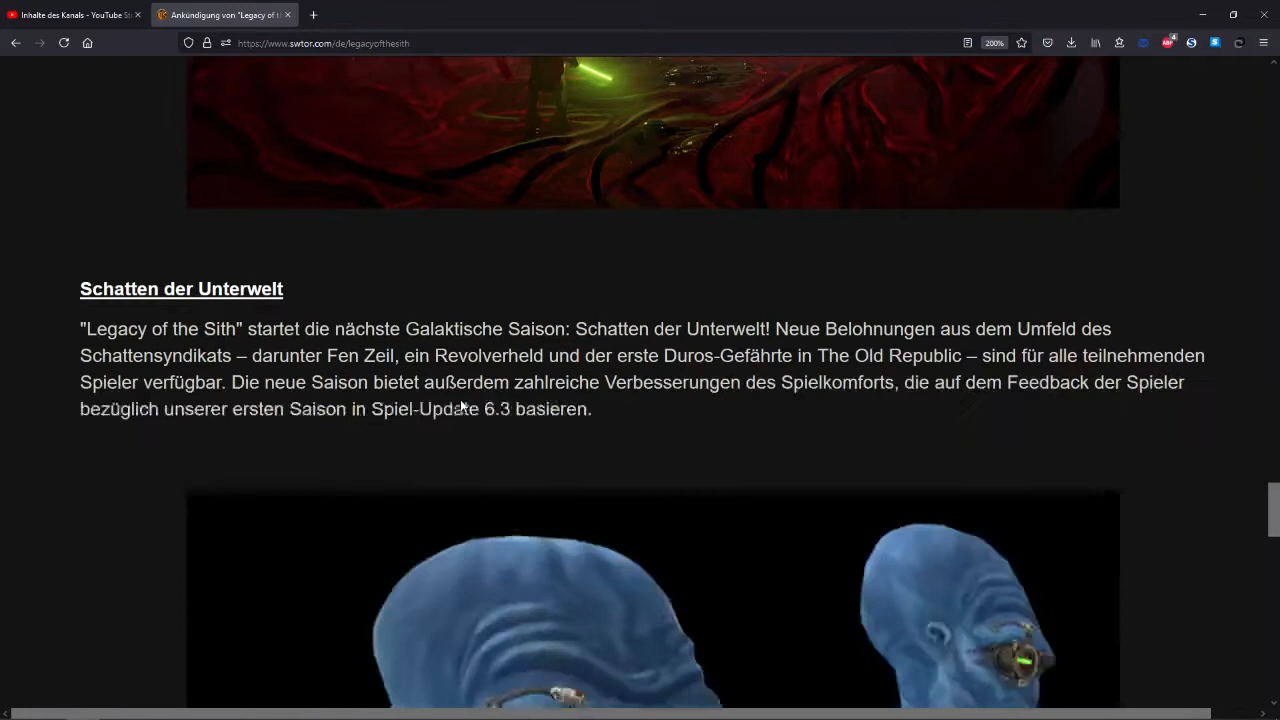 Inhalte des Kanals - YouTube St
Ankündigung von "Legacy of th
https://www.swtor.com/de/legacyofthesith
200%
4
ABP
S
S
Schatten der Unterwelt
"Legacy of the Sith" startet die nächste Galaktische Saison: Schatten der Unterwelt! Neue Belohnungen aus dem Umfeld des
Schattensyndikats – darunter Fen Zeil, ein Revolverheld und der erste Duros-Gefährte in The Old Republic – sind für alle teilnehmenden
Spieler verfügbar. Die neue Saison bietet außerdem zahlreiche Verbesserungen des Spielkomforts, die auf dem Feedback der Spieler
bezüglich unserer ersten Saison in Spiel-Update 6.3 basieren.